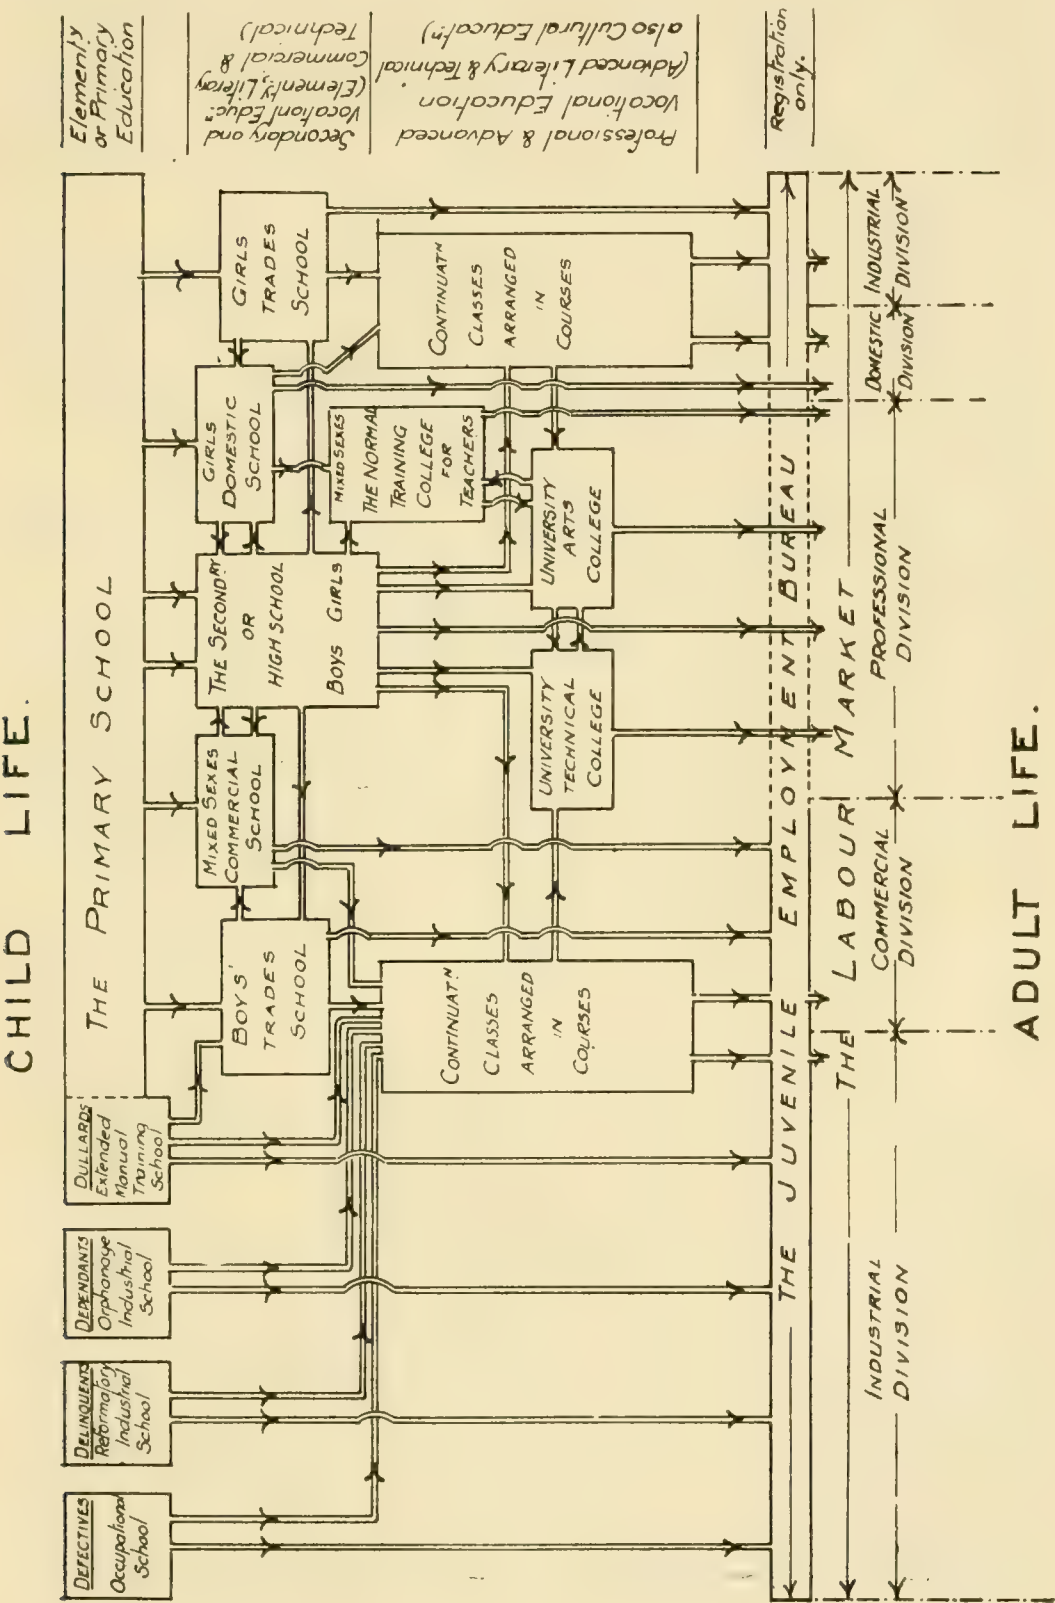 CHILD LIFE.
Elementy
or Primary
Education
THE PRIMARY SCHOOL
DULLARDS
Extended
Manual
Training
School
DEPENDANTS
Orphanage
Industrial
School
DELINQUENTS
Reformatory
Industrial
School
DEFECTIVES
Occupational
School
Secondary and
Vocationl Educn
(Elementy, Literary
Commercial &
Technical)
GIRLS
TRADES
SCHOOL
GIRLS
DOMESTIC
SCHOOL
THE SECONDRY
OR
HIGH SCHOOL
BOYS GIRLS
MIXED SEXES
COMMERCIAL
SCHOOL
BOYS'
TRADES
SCHOOL
MIXED SEXES
THE NORMAL
TRAINING
COLLEGE
FOR
TEACHERS
Professional & Advanced
Vocational Education
(Advanced Literary & Technical
also Cultural Educatn)
CONTINUATN
CLASSES
ARRANGED
IN
COURSES
UNIVERSITY
ARTS
COLLEGE
UNIVERSITY
TECHNICAL
COLLEGE
CONTINUATN
CLASSES
ARRANGED
IN
COURSES
Registration
only.
THE JUVENILE EMPLOYMENT BUREAU
THE LABOUR MARKET
INDUSTRIAL
DIVISION
COMMERCIAL
DIVISION
PROFESSIONAL
DIVISION
DOMESTIC
DIVISION
INDUSTRIAL
DIVISION
ADULT LIFE.